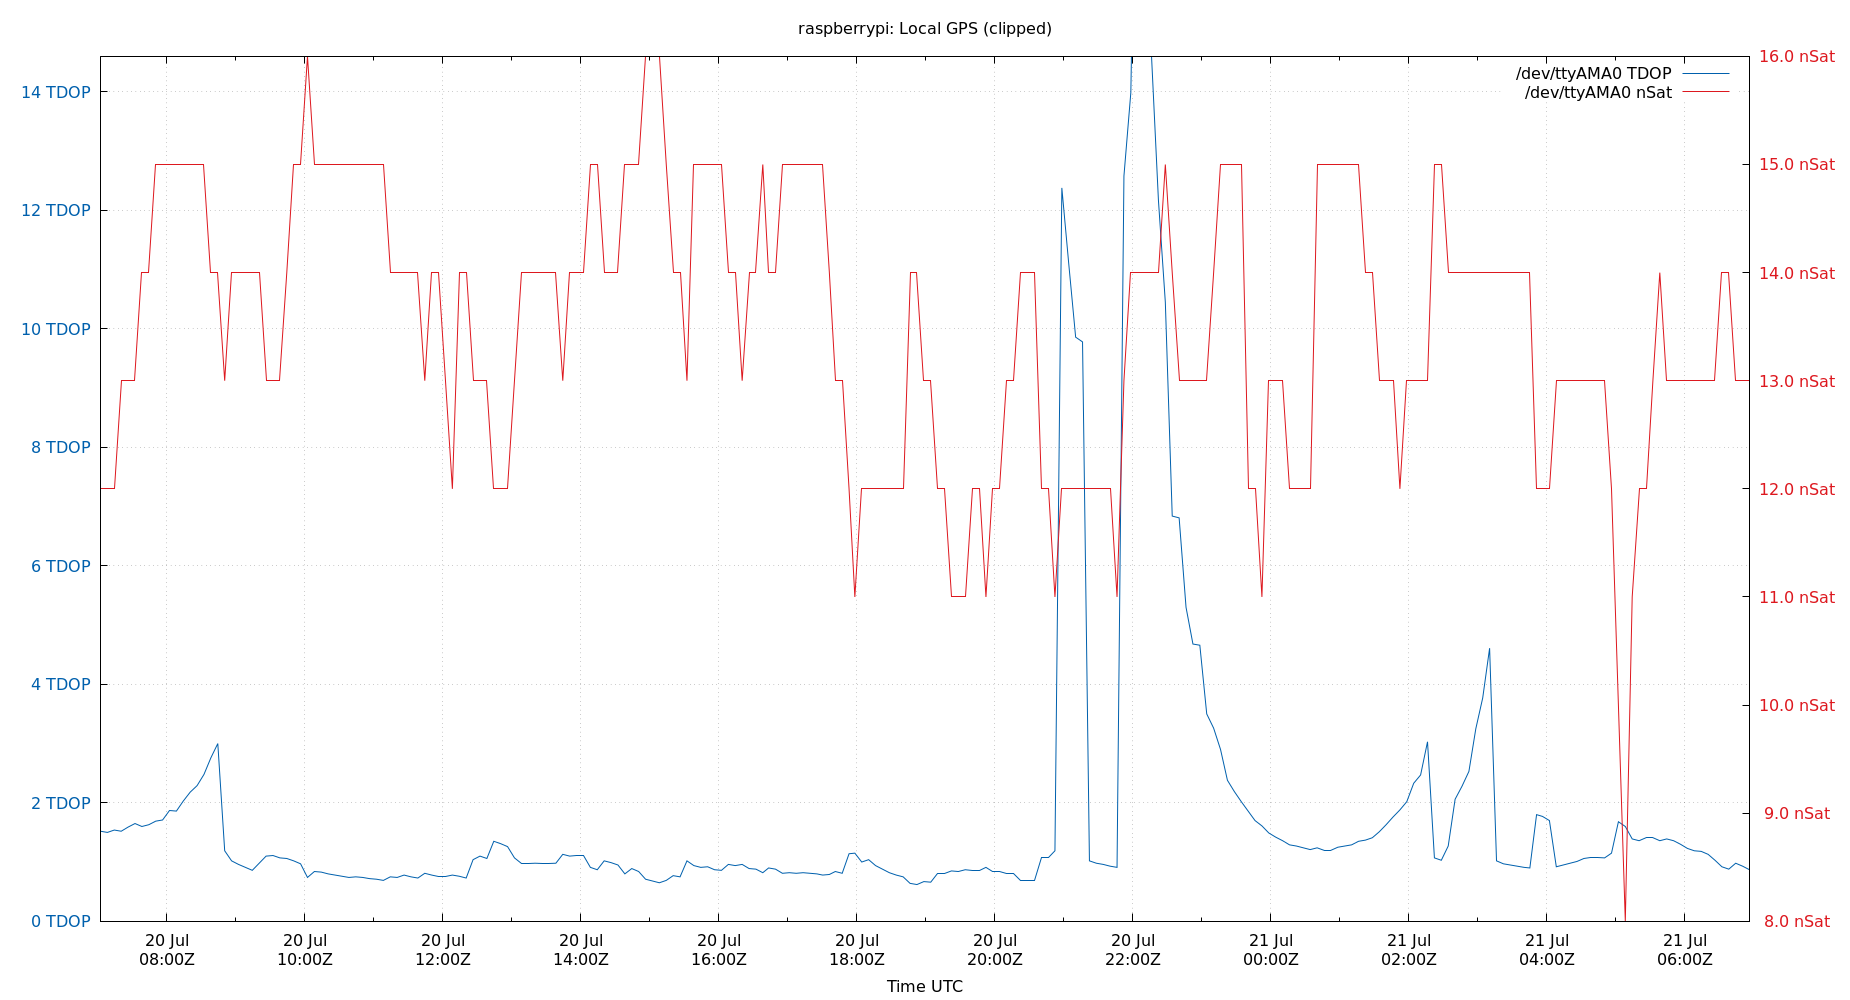 raspberrypi: Local GPS (clipped)
/dev/ttyAMA0 TDOP
/dev/ttyAMA0 nSat
14 TDOP
12 TDOP
10 TDOP
8 TDOP
6 TDOP
4 TDOP
2 TDOP
0 TDOP
16.0 nSat
15.0 nSat
14.0 nSat
13.0 nSat
12.0 nSat
11.0 nSat
10.0 nSat
9.0 nSat
8.0 nSat
20 Jul
08:00Z
20 Jul
10:00Z
20 Jul
12:00Z
20 Jul
14:00Z
20 Jul
16:00Z
20 Jul
18:00Z
20 Jul
20:00Z
20 Jul
22:00Z
21 Jul
00:00Z
21 Jul
02:00Z
21 Jul
04:00Z
21 Jul
06:00Z
Time UTC